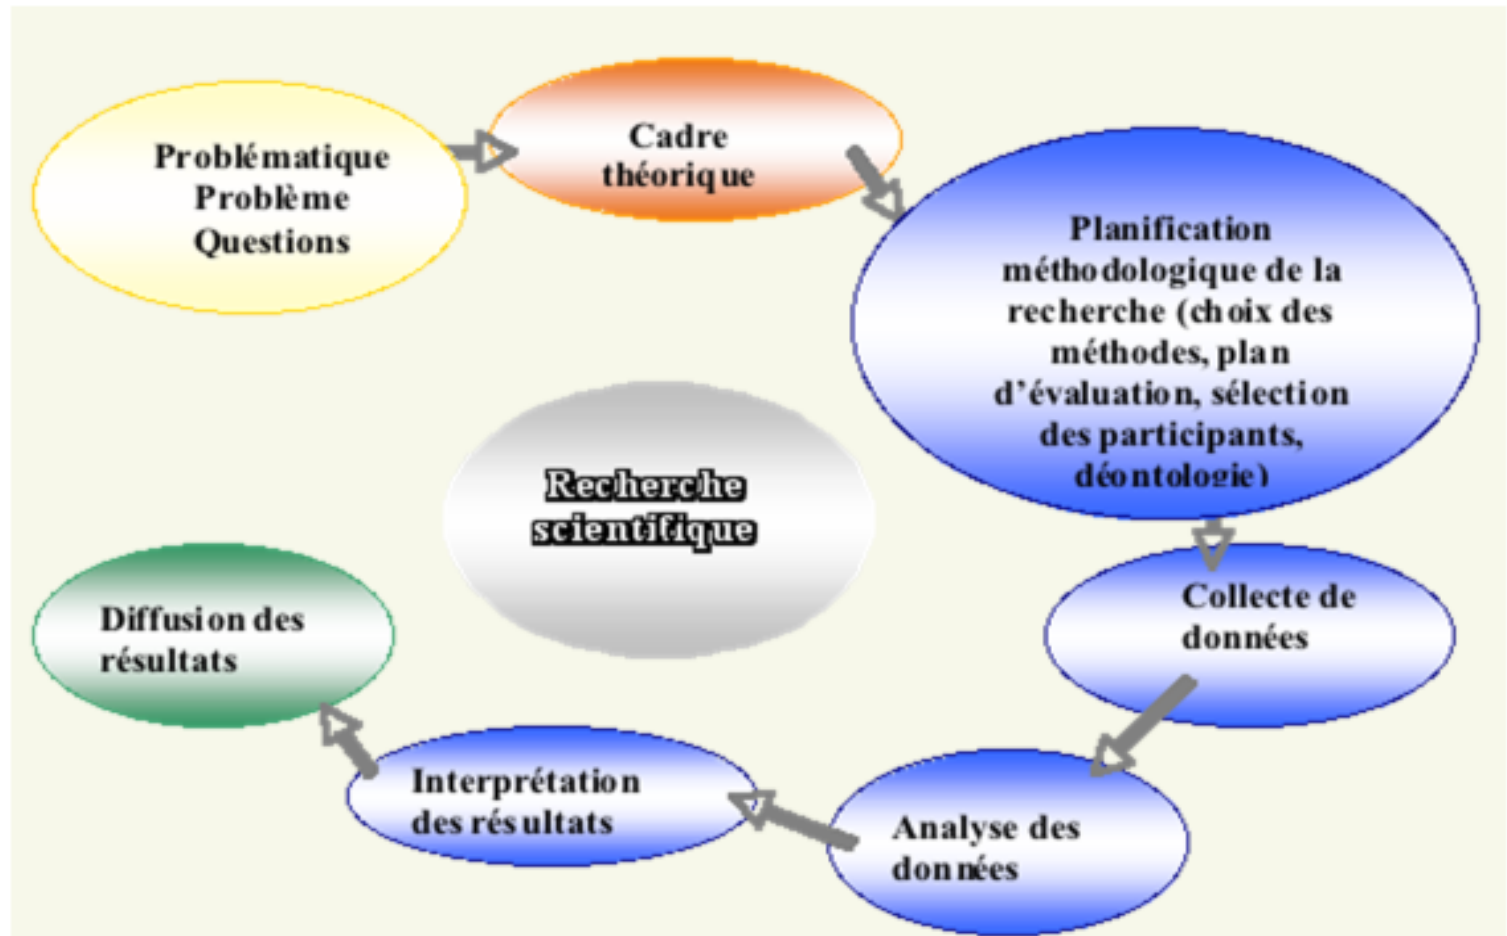 Problématique
Problème
Questions
Cadre
théorique
Planification
méthodologique de la
recherche (choix des
méthodes, plan
d'évaluation, sélection
des participants,
déontologie)
Collecte de
données
Analyse des
données
Interprétation
des résultats
Diffusion des
résultats
Recherche
scientifique